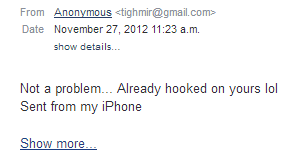 From Anonymous <tighmir@gmail.com>
Date November 27, 2012 11:23 a.m.
show details...
Not a problem... Already hooked on yours lol
Sent from my iPhone
Show more...